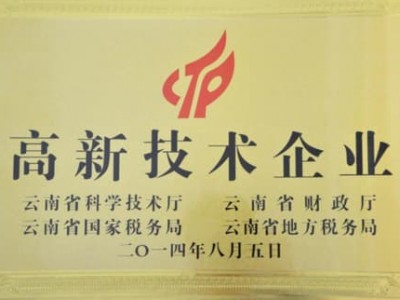 CTP
高新技术企业
云南省科学技术厅 云南省财政厅
云南省国家税务局 云南省地方税务局
二〇一四年八月五日